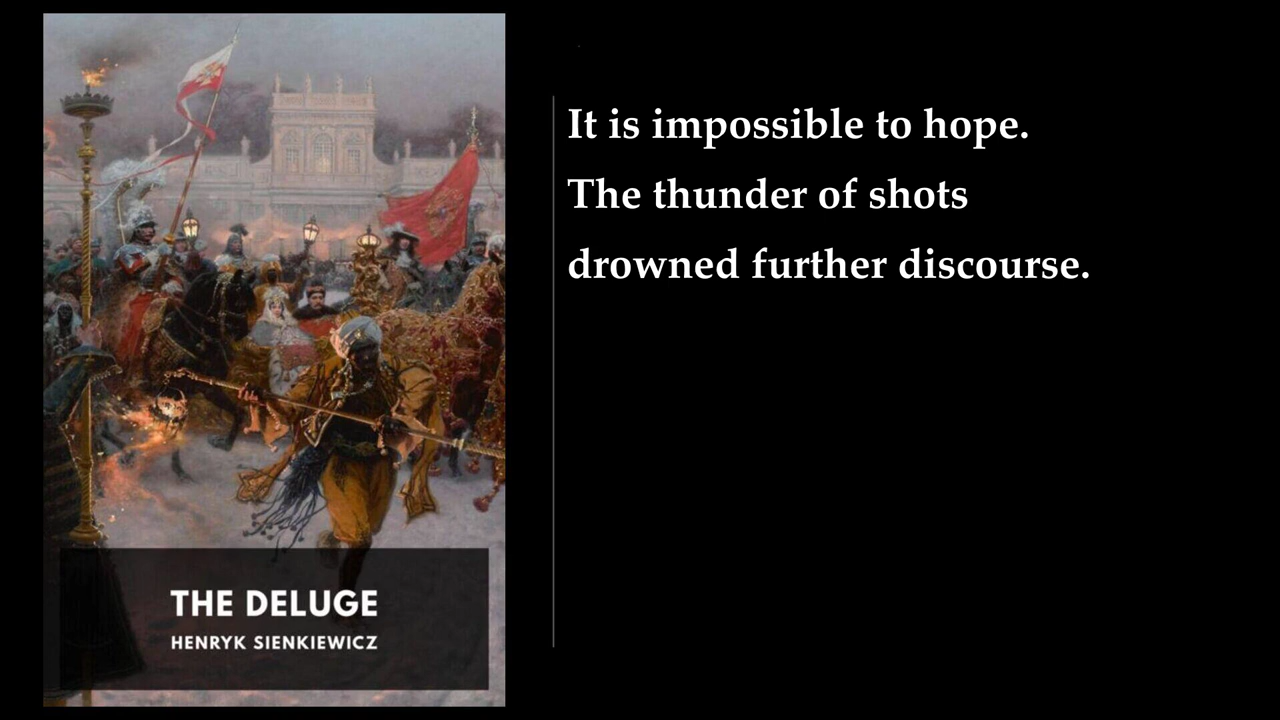 It is impossible to hope.
The thunder of shots
drowned further discourse.
THE DELUGE
HENRYK SIENKIEWICZ